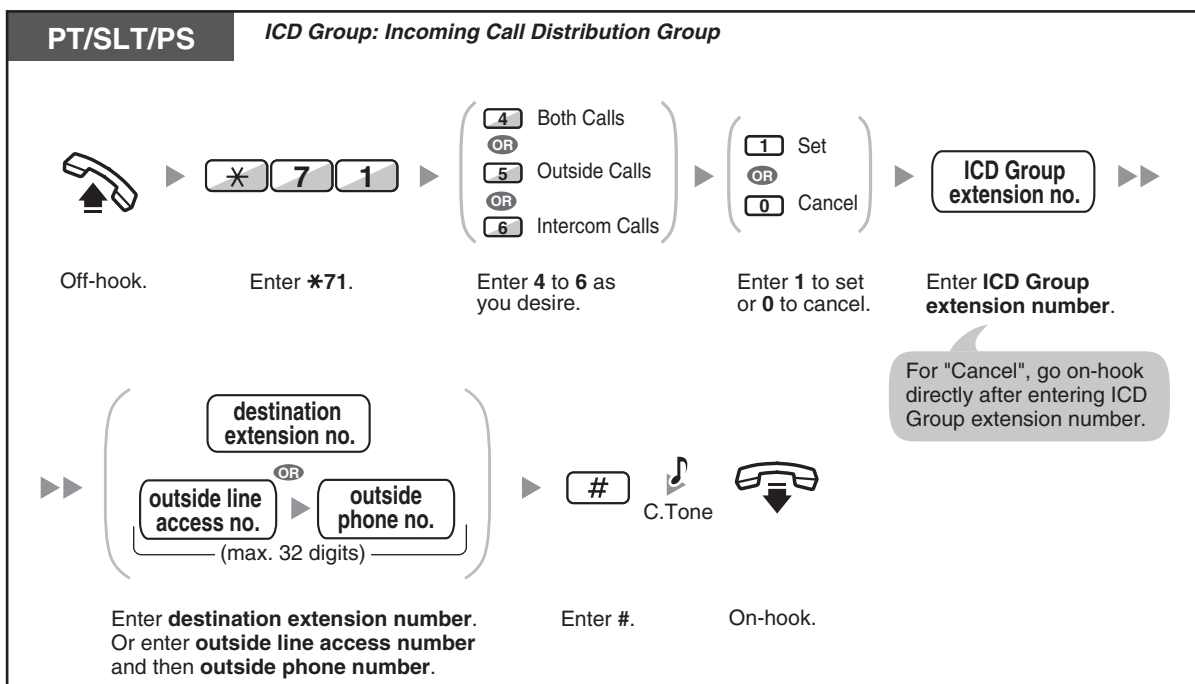 PT/SLT/PS
ICD Group: Incoming Call Distribution Group
4 Both Calls
OR
5 Outside Calls
OR
6 Intercom Calls
1 Set
OR
0 Cancel
ICD Group
extension no.
* 7 1
Off-hook.
Enter *71.
Enter 4 to 6 as
you desire.
Enter 1 to set
or 0 to cancel.
Enter ICD Group
extension number.
For "Cancel", go on-hook
directly after entering ICD
Group extension number.
destination
extension no.
OR
outside line
access no.
outside
phone no.
(max. 32 digits)
#
C.Tone
Enter destination extension number.
Or enter outside line access number
and then outside phone number.
Enter #.
On-hook.